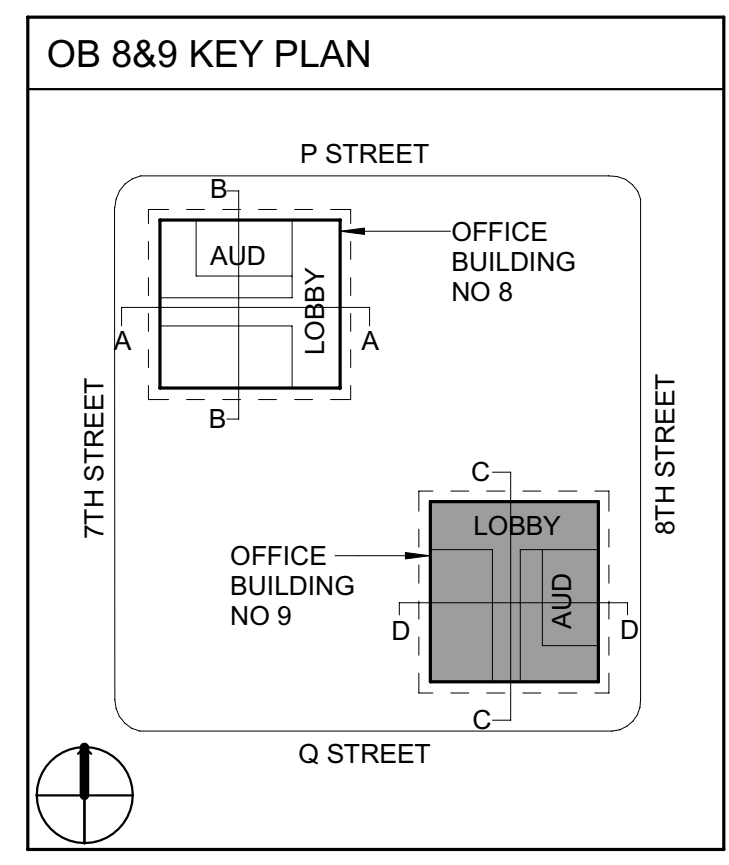 OB 8&9 KEY PLAN
P STREET
B
AUD
LOBBY
OFFICE
BUILDING
NO 8
A
A
B
7TH STREET
8TH STREET
C
LOBBY
OFFICE
BUILDING
NO 9
AUD
D
D
C
Q STREET